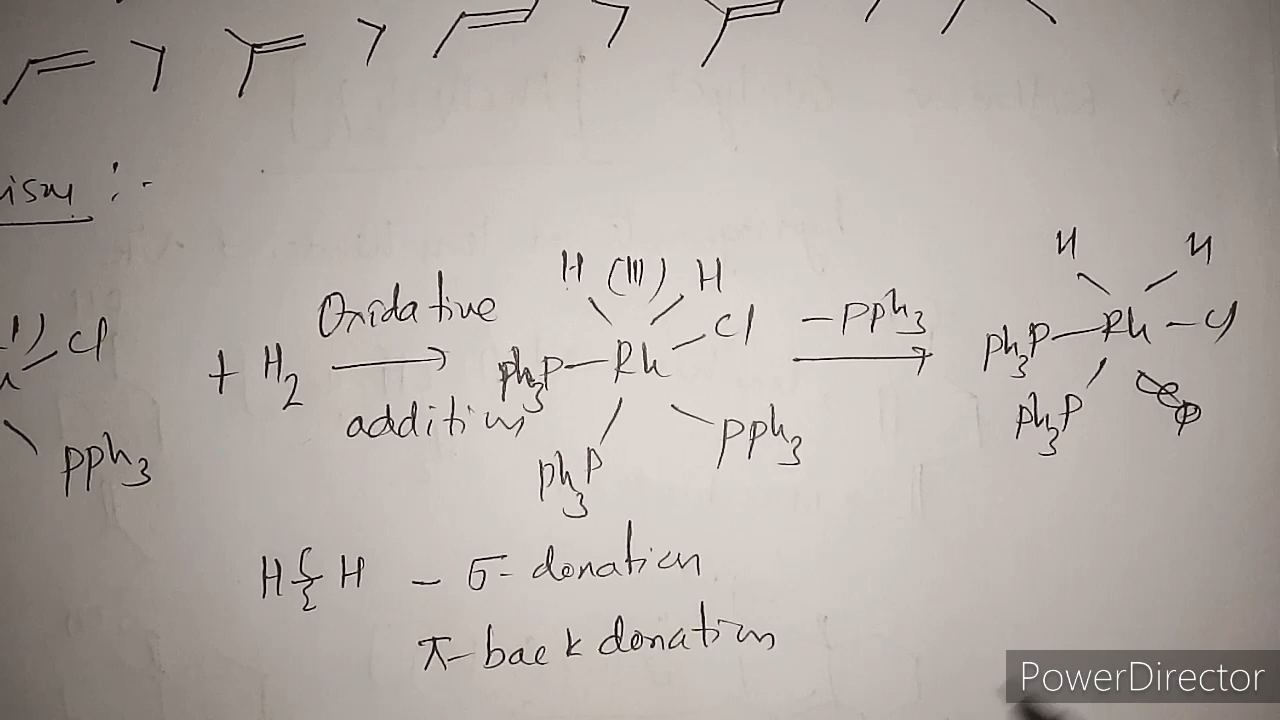 > > > >
ism :-
(I) Cl
PPh3
+ H2
Oxidative
addition
H (III) H
Ph3P-Rh
Cl
Ph3P
PPh3
-PPh3
H H
Ph3P-Rh-Cl
Ph3P
H H - σ-donation
π-back donation
PowerDirector